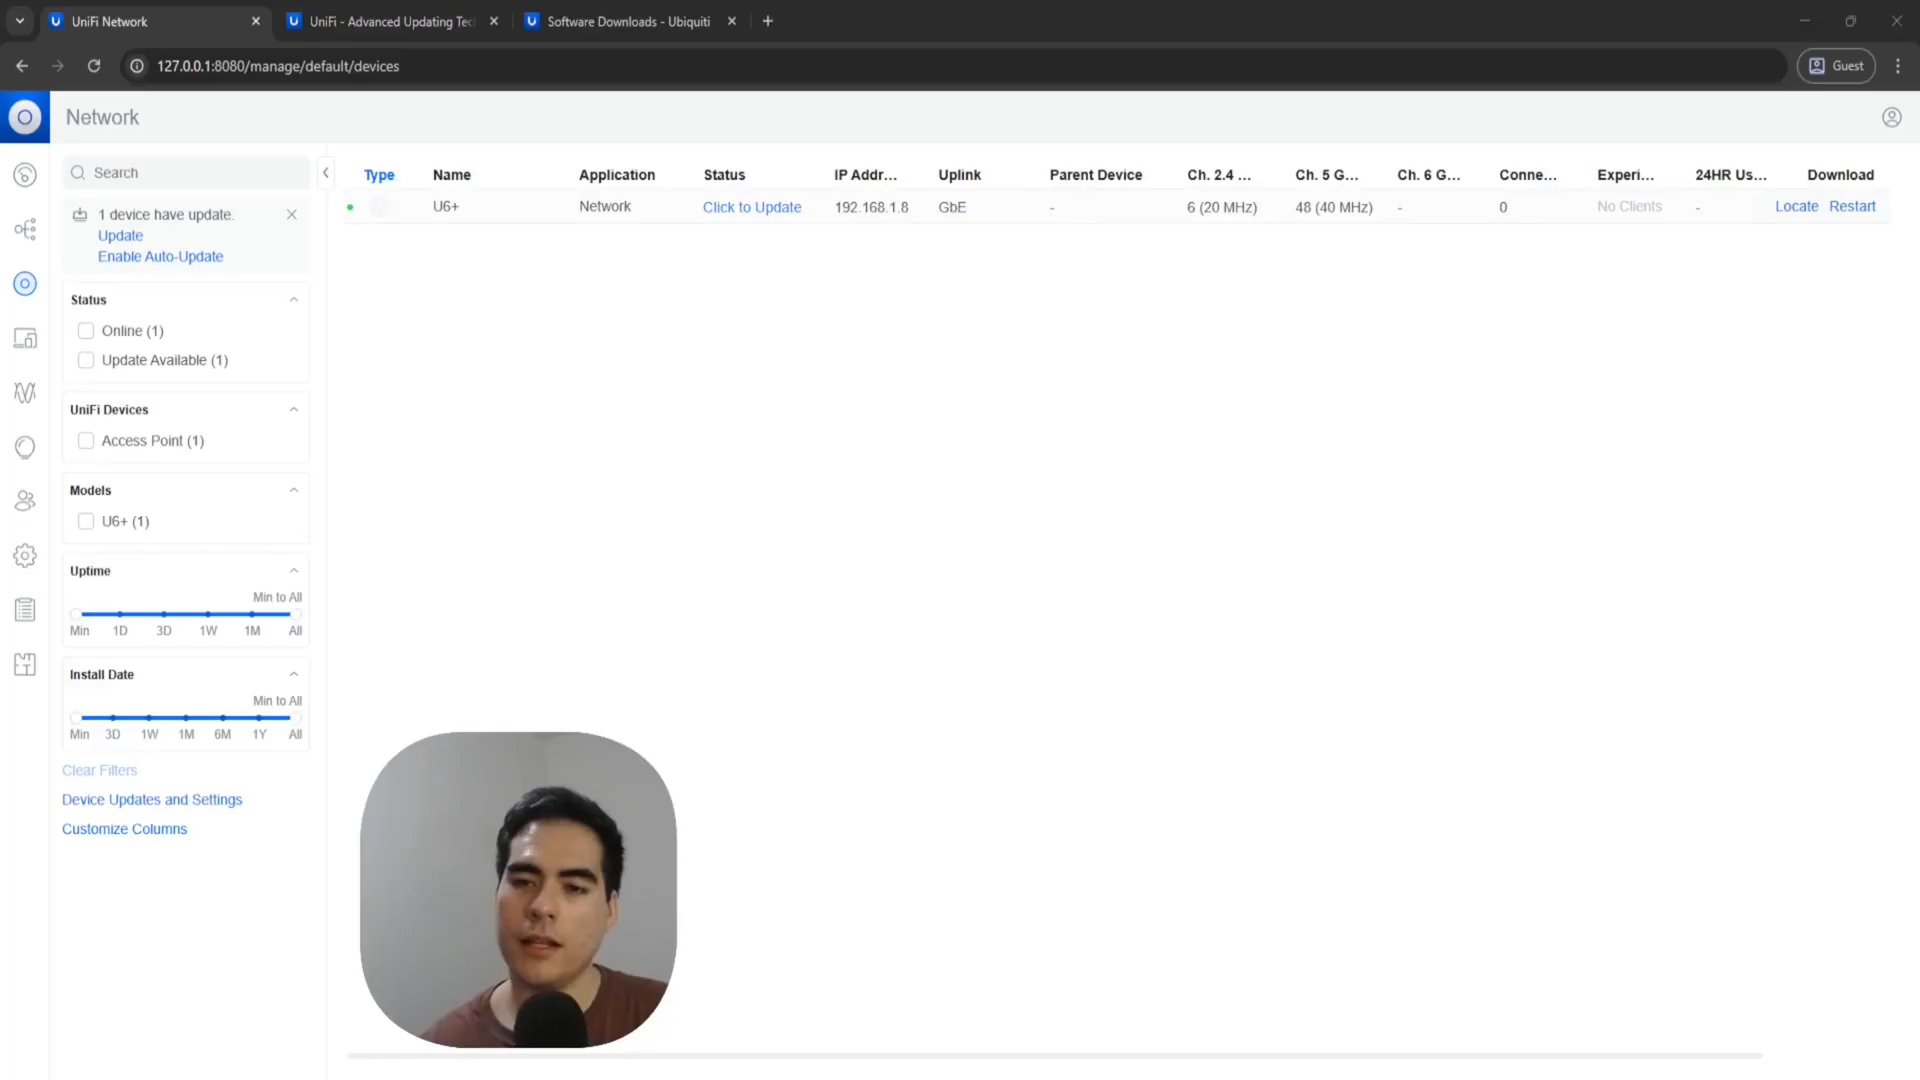 UniFi Network
UniFi - Advanced Updating Tec
Software Downloads - Ubiquiti
127.0.0.1:8080/manage/default/devices
Guest
Network
Search
1 device have update.
Update
Enable Auto-Update
Status
Online (1)
Update Available (1)
UniFi Devices
Access Point (1)
Models
U6+ (1)
Uptime
Min to All
Min 1D 3D 1W 1M All
Install Date
Min to All
Min 3D 1W 1M 6M 1Y All
Clear Filters
Device Updates and Settings
Customize Columns
Type Name Application Status IP Addr... Uplink Parent Device Ch. 2.4 ... Ch. 5 G... Ch. 6 G... Conne... Experi... 24HR Us... Download
U6+ Network Click to Update 192.168.1.8 GbE - 6 (20 MHz) 48 (40 MHz) - 0 No Clients - Locate Restart